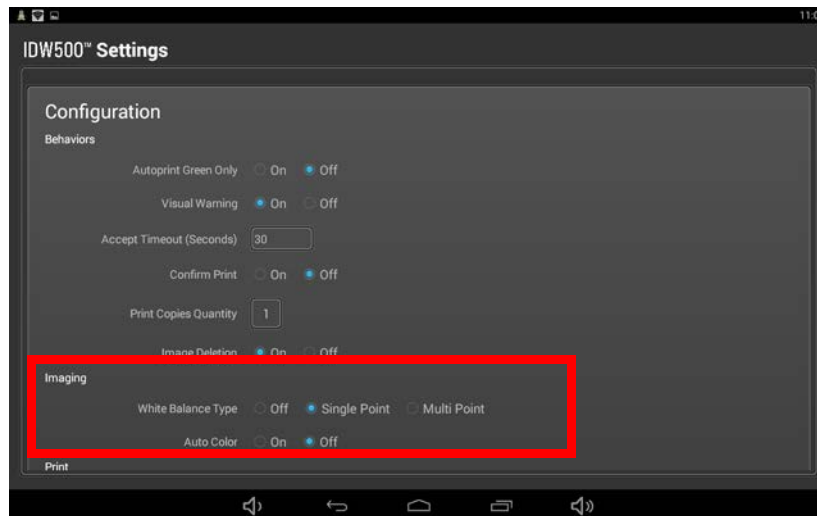 11:0
IDW500™ Settings
Configuration
Behaviors
Autoprint Green Only On Off
Visual Warning On Off
Accept Timeout (Seconds) 30
Confirm Print On Off
Print Copies Quantity 1
Image Deletion On Off
Imaging
White Balance Type Off Single Point Multi Point
Auto Color On Off
Print